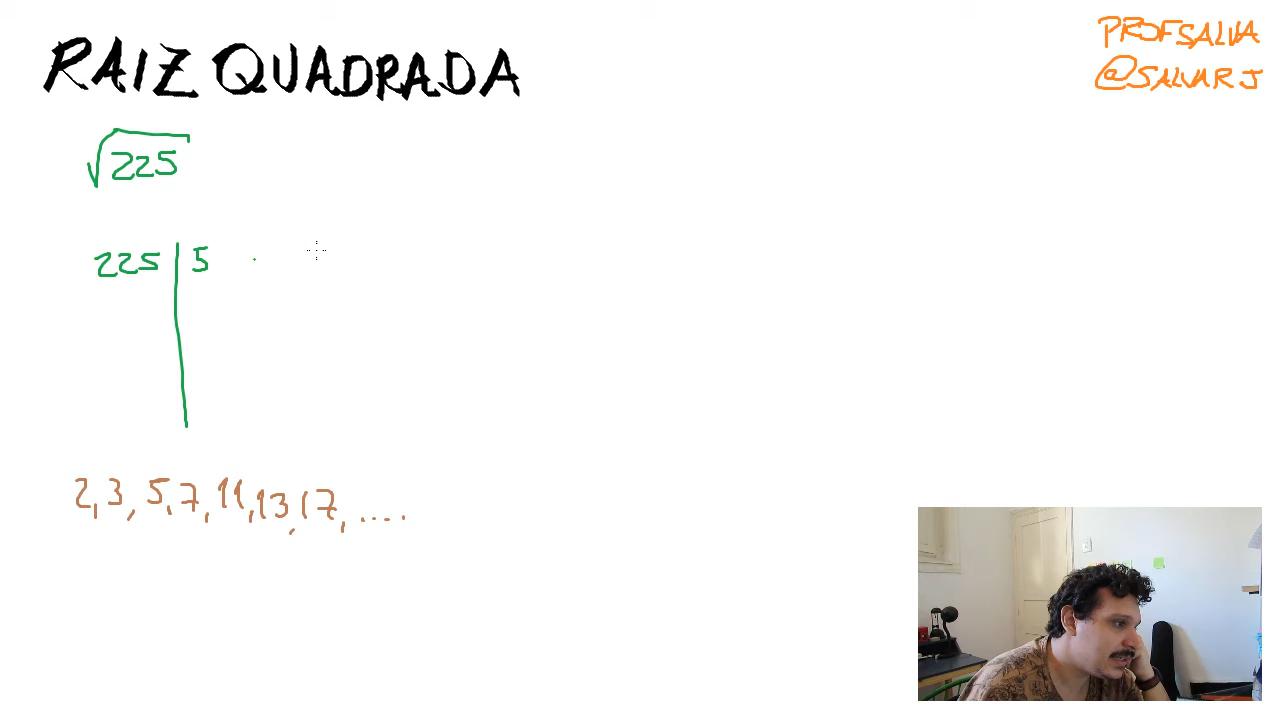 RAIZ QUADRADA
PROFSALVA
@SALVARJ
√225
225 | 5
2, 3, 5, 7, 11, 13, 17, ....